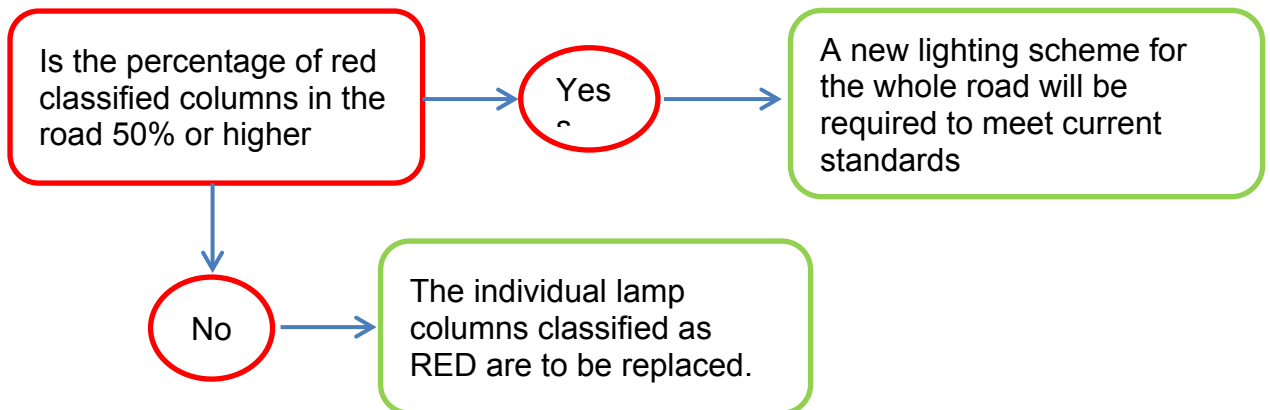 Is the percentage of red
classified columns in the
road 50% or higher
Yes
A new lighting scheme for
the whole road will be
required to meet current
standards
No
The individual lamp
columns classified as
RED are to be replaced.